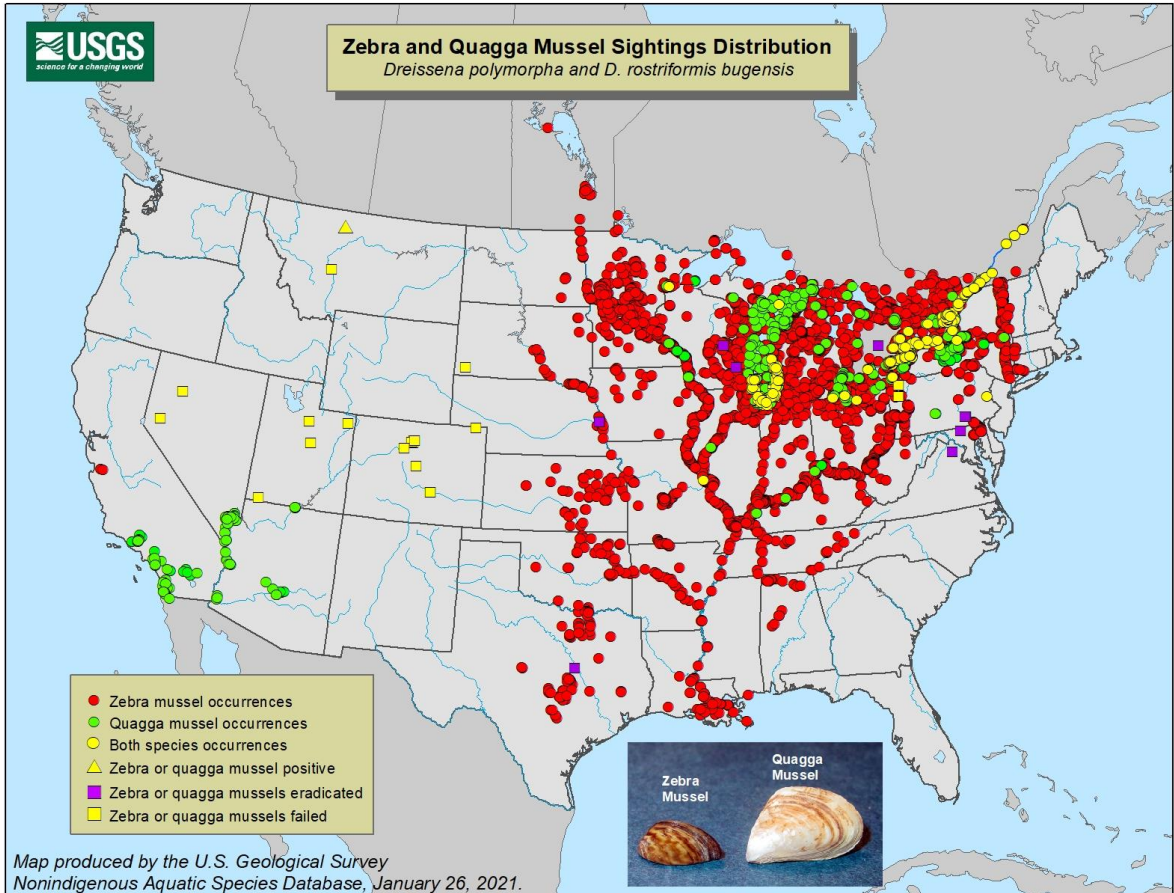 USGS
science for a changing world
Zebra and Quagga Mussel Sightings Distribution
Dreissena polymorpha and D. rostriformis bugensis
Zebra mussel occurrences
Quagga mussel occurrences
Both species occurrences
Zebra or quagga mussel positive
Zebra or quagga mussels eradicated
Zebra or quagga mussels failed
Zebra
Mussel
Quagga
Mussel
Map produced by the U.S. Geological Survey
Nonindigenous Aquatic Species Database, January 26, 2021.